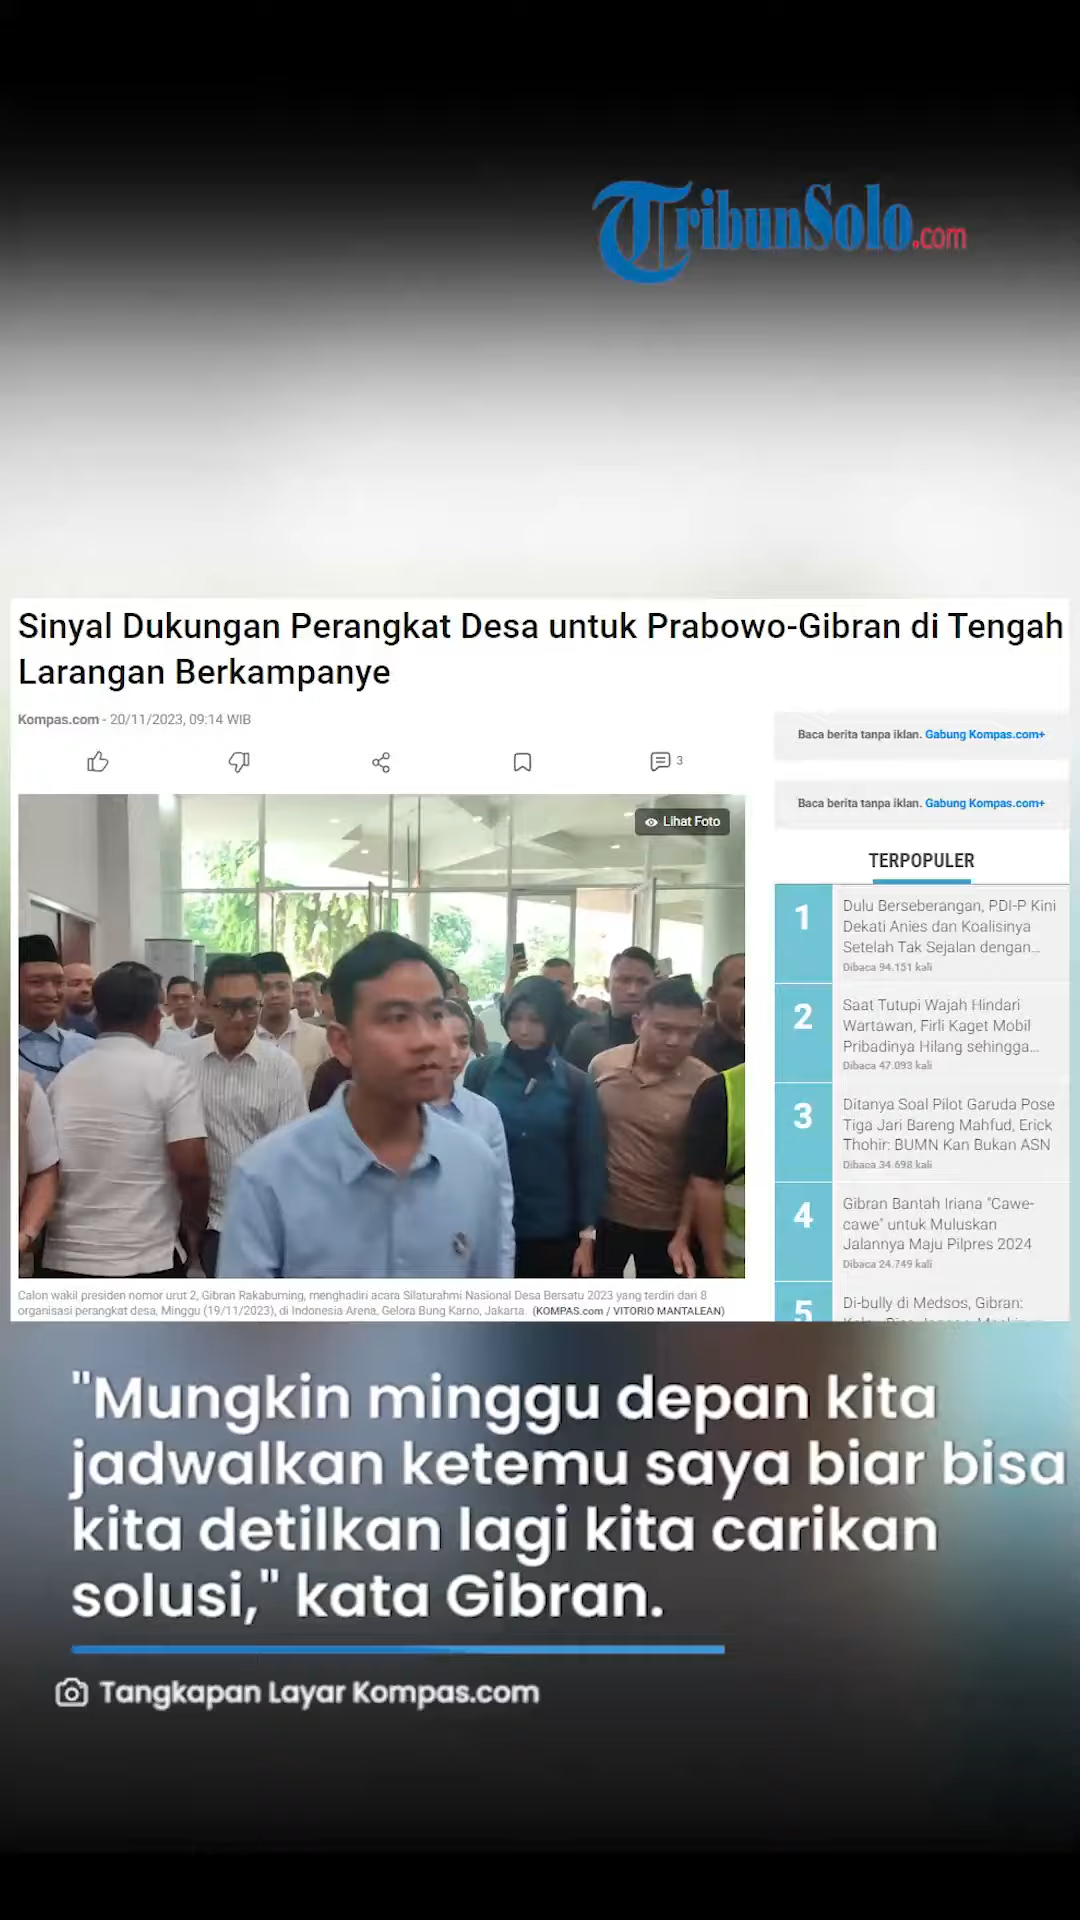 TribunSolo.com
Sinyal Dukungan Perangkat Desa untuk Prabowo-Gibran di Tengah
Larangan Berkampanye
Kompas.com - 20/11/2023, 09:14 WIB
3
Lihat Foto
Calon wakil presiden nomor urut 2, Gibran Rakabuming, menghadiri acara Silaturahmi Nasional Desa Bersatu 2023 yang terdiri dari 8
organisasi perangkat desa, Minggu (19/11/2023), di Indonesia Arena, Gelora Bung Karno, Jakarta. (KOMPAS.com / VITORIO MANTALEAN)
Baca berita tanpa iklan. Gabung Kompas.com+
Baca berita tanpa iklan. Gabung Kompas.com+
TERPOPULER
1
Dulu Berseberangan, PDI-P Kini
Dekati Anies dan Koalisinya
Setelah Tak Sejalan dengan...
Dibaca 94.151 kali
2
Saat Tutupi Wajah Hindari
Wartawan, Firli Kaget Mobil
Pribadinya Hilang sehingga...
Dibaca 47.093 kali
3
Ditanya Soal Pilot Garuda Pose
Tiga Jari Bareng Mahfud, Erick
Thohir: BUMN Kan Bukan ASN
Dibaca 34.698 kali
4
Gibran Bantah Iriana "Cawe-
cawe" untuk Muluskan
Jalannya Maju Pilpres 2024
Dibaca 24.749 kali
5
Di-bully di Medsos, Gibran:
"Mungkin minggu depan kita
jadwalkan ketemu saya biar bisa
kita detilkan lagi kita carikan
solusi," kata Gibran.
Tangkapan Layar Kompas.com